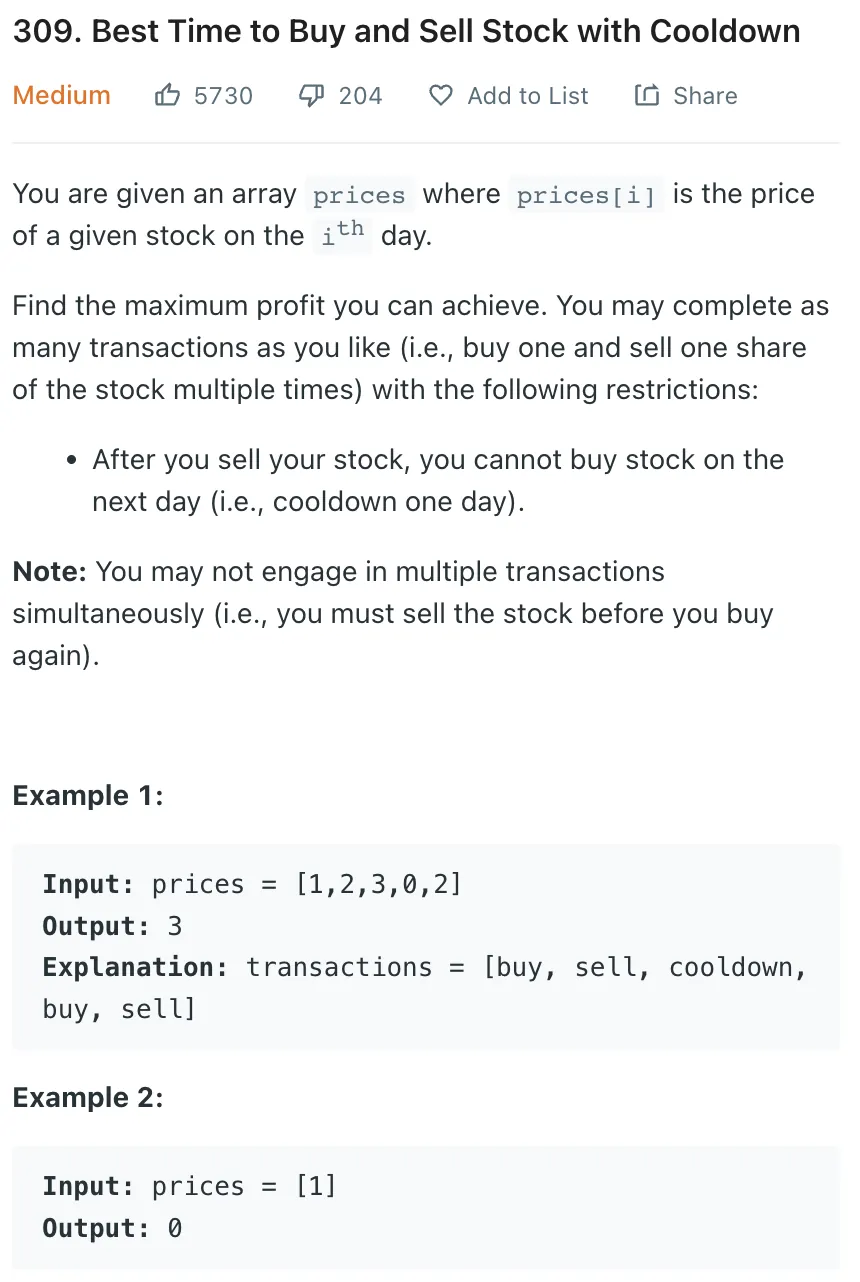 309. Best Time to Buy and Sell Stock with Cooldown
Medium 5730 204 Add to List Share
You are given an array prices where prices[i] is the price
of a given stock on the ith day.
Find the maximum profit you can achieve. You may complete as
many transactions as you like (i.e., buy one and sell one share
of the stock multiple times) with the following restrictions:
• After you sell your stock, you cannot buy stock on the
next day (i.e., cooldown one day).
Note: You may not engage in multiple transactions
simultaneously (i.e., you must sell the stock before you buy
again).
Example 1:
Input: prices = [1,2,3,0,2]
Output: 3
Explanation: transactions = [buy, sell, cooldown,
buy, sell]
Example 2:
Input: prices = [1]
Output: 0